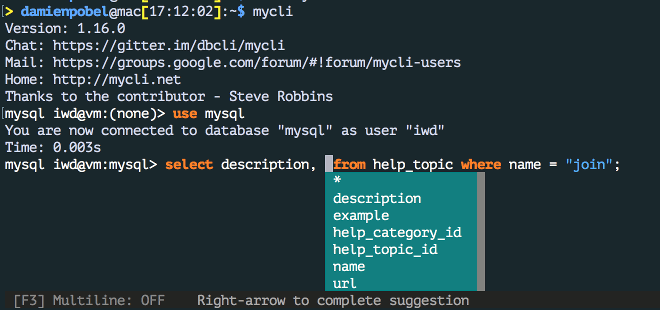 > damienpobel@mac[17:12:02]:~$ mycli
Version: 1.16.0
Chat: https://gitter.im/dbcli/mycli
Mail: https://groups.google.com/forum/#!forum/mycli-users
Home: http://mycli.net
Thanks to the contributor - Steve Robbins
mysql iwd@vm:(none)> use mysql
You are now connected to database "mysql" as user "iwd"
Time: 0.003s
mysql iwd@vm:mysql> select description, from help_topic where name = "join";
*
description
example
help_category_id
help_topic_id
name
url
[F3] Multiline: OFF    Right-arrow to complete suggestion